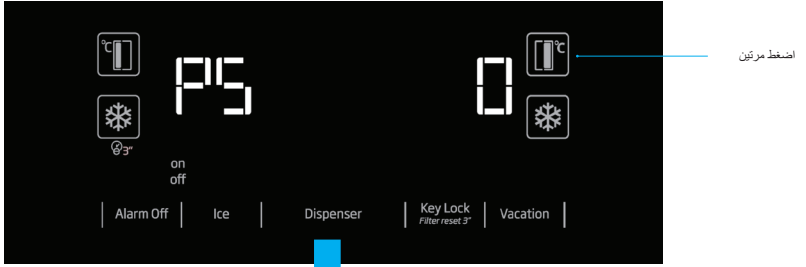 °C
PS
0
°C
اضغط مرتين
3"
on
off
Alarm Off
Ice
Dispenser
Key Lock
Filter reset 3"
Vacation